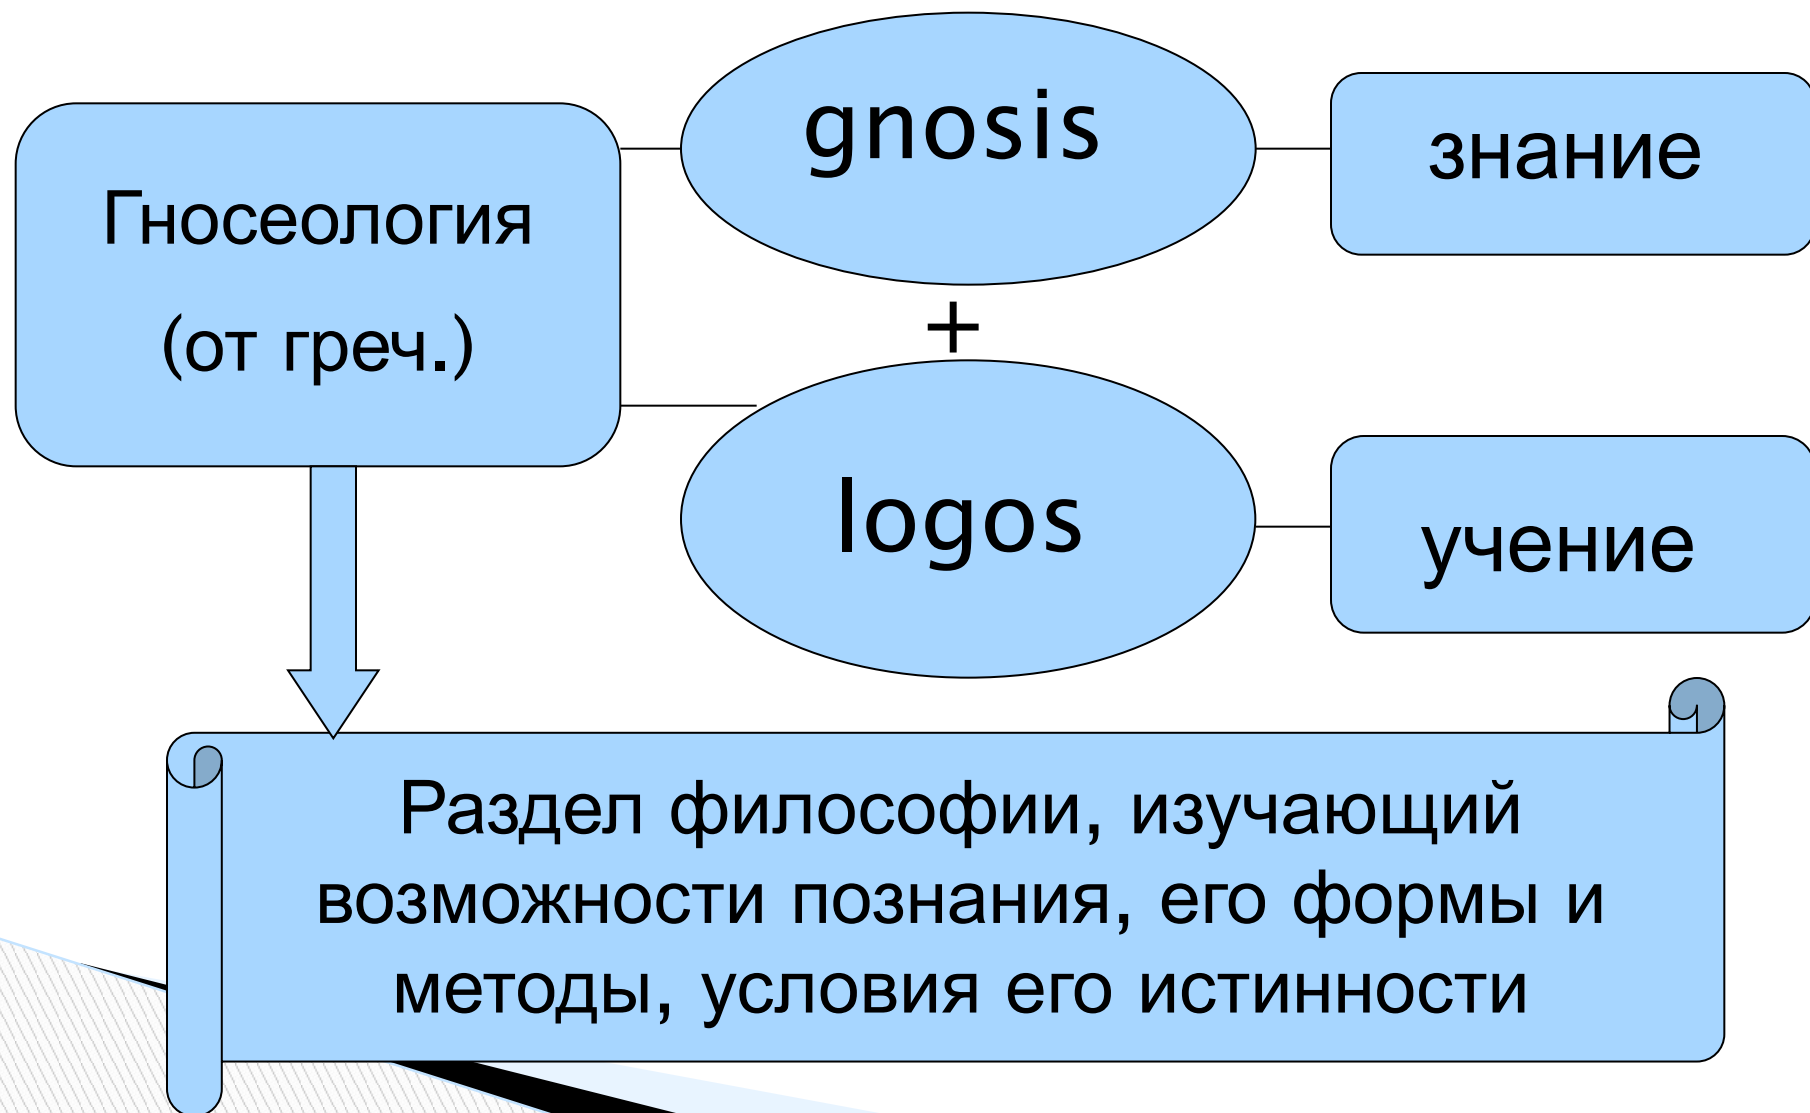 Гносеология
(от греч.)
gnosis
знание
+
logos
учение
Раздел философии, изучающий
возможности познания, его формы и
методы, условия его истинности